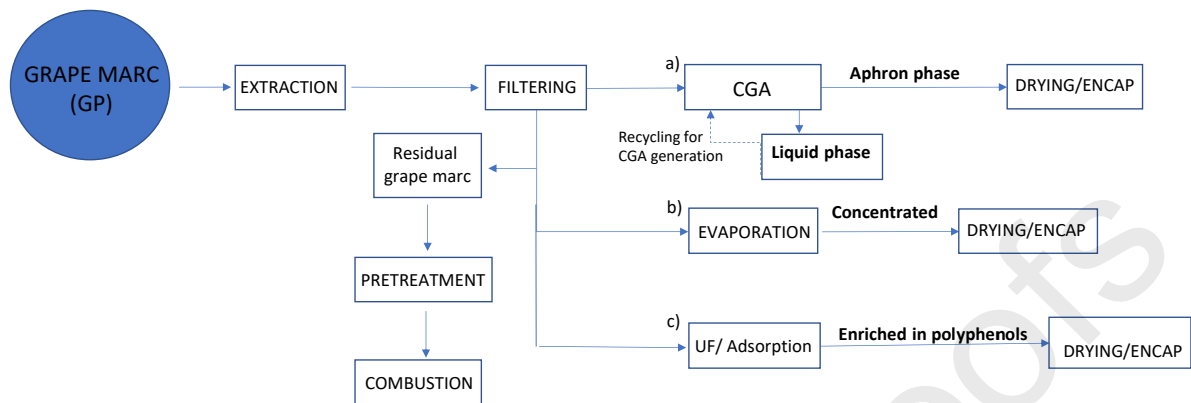 GRAPE MARC
(GP)
EXTRACTION
FILTERING
a)
CGA
Aphron phase
DRYING/ENCAP
Recycling for
CGA generation
Liquid phase
Residual
grape marc
b)
EVAPORATION
Concentrated
DRYING/ENCAP
PRETREATMENT
c)
UF/ Adsorption
Enriched in polyphenols
DRYING/ENCAP
COMBUSTION
oofs